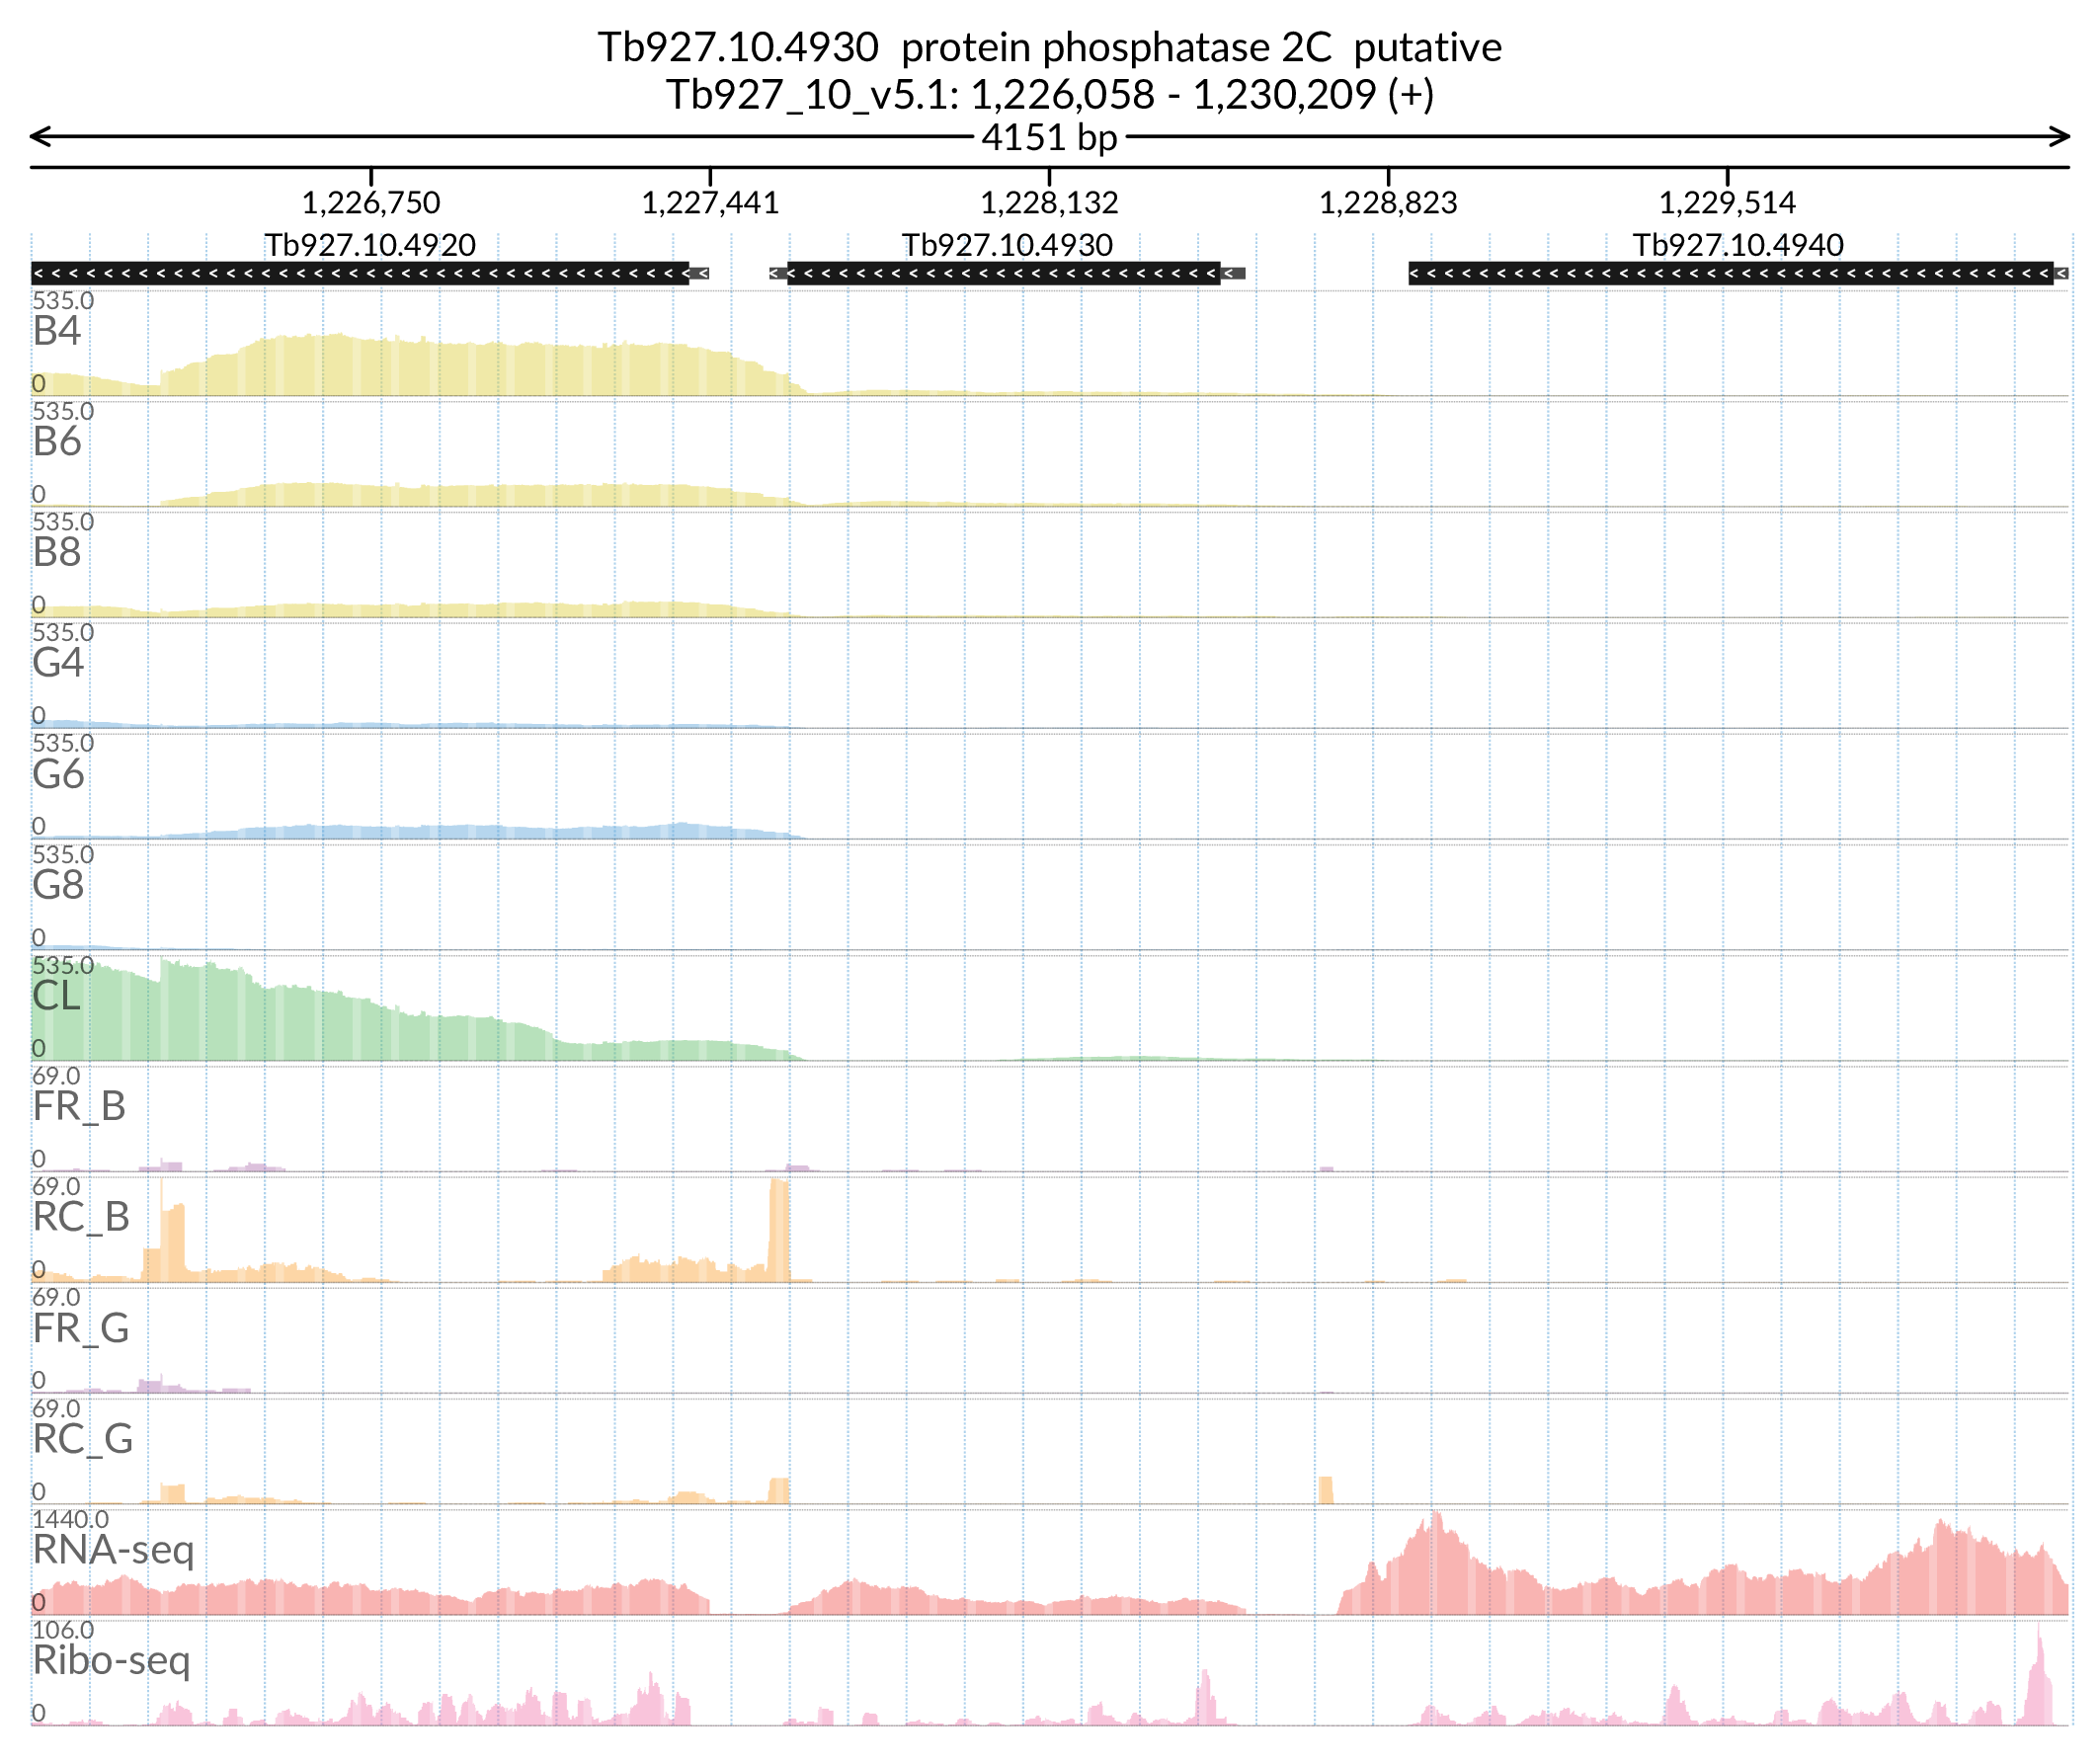 Tb927.10.4930  protein phosphatase 2C  putative
Tb927_10_v5.1: 1,226,058 - 1,230,209 (+)
4151 bp
1,226,750 1,227,441 1,228,132 1,228,823 1,229,514
Tb927.10.4920 Tb927.10.4930 Tb927.10.4940
535.0
B4
0
535.0
B6
0
535.0
B8
0
535.0
G4
0
535.0
G6
0
535.0
G8
0
535.0
CL
0
69.0
FR_B
0
69.0
RC_B
0
69.0
FR_G
0
69.0
RC_G
0
1440.0
RNA-seq
0
106.0
Ribo-seq
0